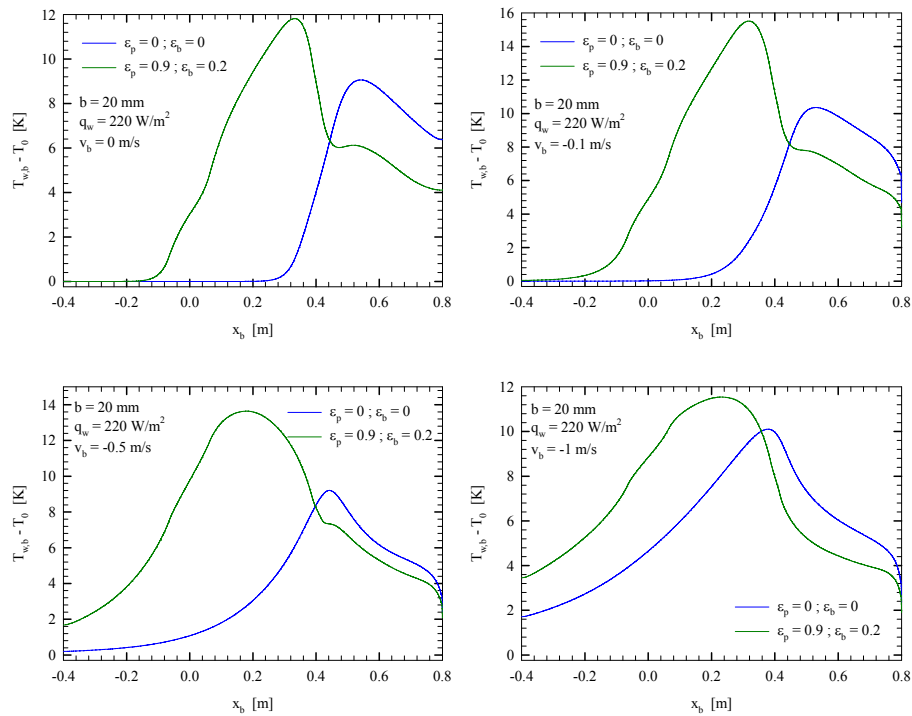 12
10
8
6
4
2
0
T_{w,b} - T_0 [K]
ε_p = 0 ; ε_b = 0
ε_p = 0.9 ; ε_b = 0.2
b = 20 mm
q_w = 220 W/m²
v_b = 0 m/s
-0.4 -0.2 0.0 0.2 0.4 0.6 0.8
x_b [m]
16
14
12
10
8
6
4
2
0
T_{w,b} - T_0 [K]
ε_p = 0 ; ε_b = 0
ε_p = 0.9 ; ε_b = 0.2
b = 20 mm
q_w = 220 W/m²
v_b = -0.1 m/s
-0.4 -0.2 0.0 0.2 0.4 0.6 0.8
x_b [m]
14
12
10
8
6
4
2
0
T_{w,b} - T_0 [K]
b = 20 mm
q_w = 220 W/m²
v_b = -0.5 m/s
ε_p = 0 ; ε_b = 0
ε_p = 0.9 ; ε_b = 0.2
-0.4 -0.2 0.0 0.2 0.4 0.6 0.8
x_b [m]
12
10
8
6
4
2
0
T_{w,b} - T_0 [K]
b = 20 mm
q_w = 220 W/m²
v_b = -1 m/s
ε_p = 0 ; ε_b = 0
ε_p = 0.9 ; ε_b = 0.2
-0.4 -0.2 0.0 0.2 0.4 0.6 0.8
x_b [m]